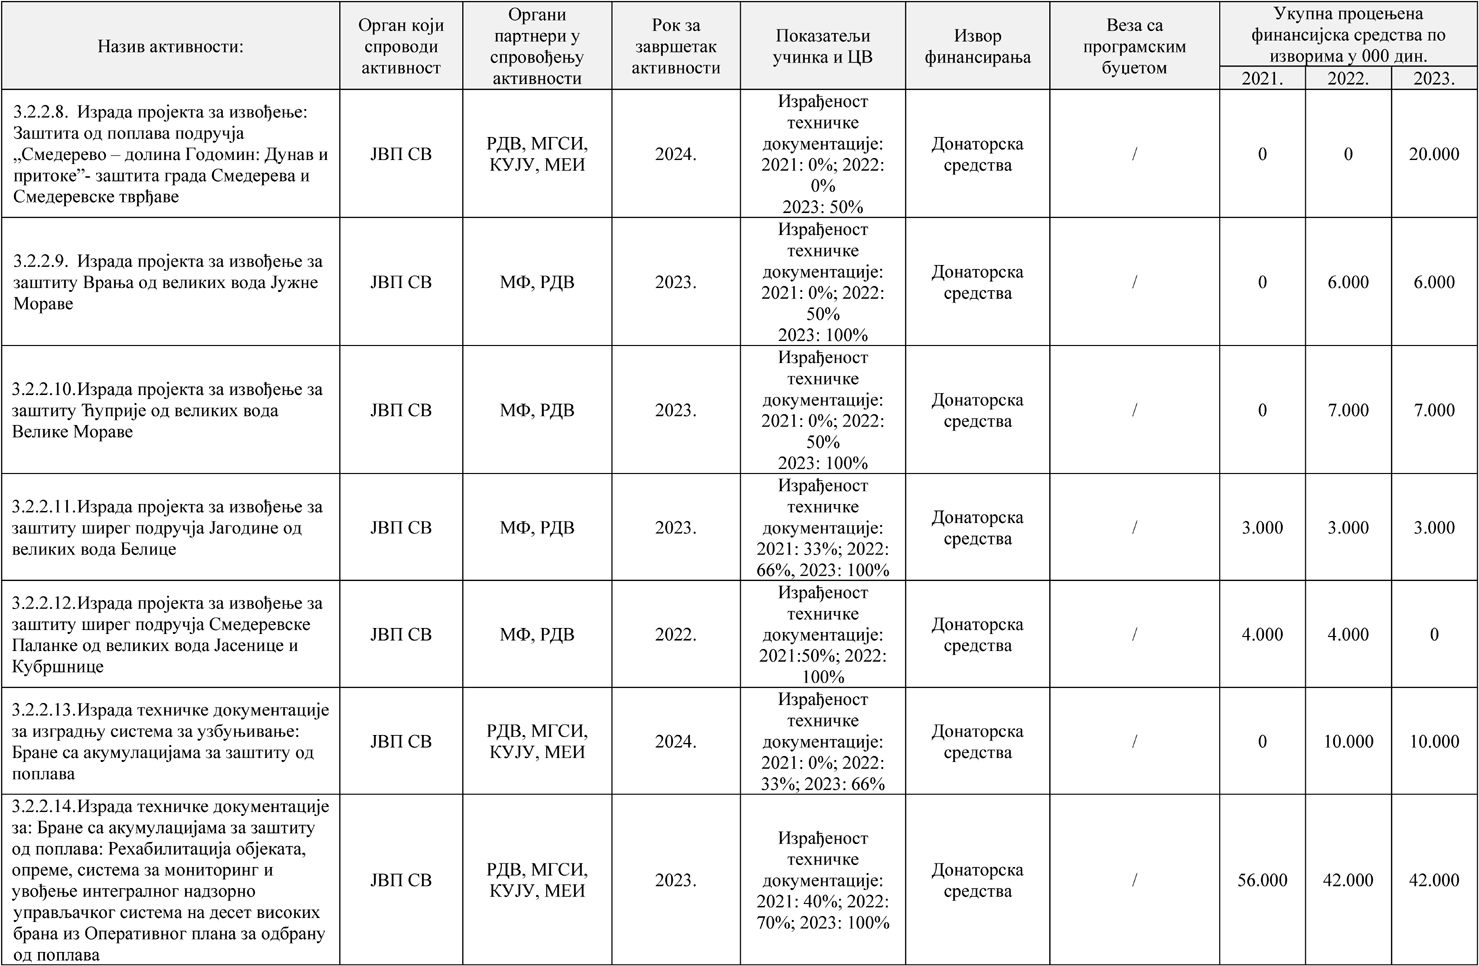 Назив активности:
Орган који
спроводи
активност
Органи
партнери у
спровођењу
активности
Рок за
завршетак
активности
Показатељи
учинка и ЦВ
Извор
финансирања
Веза са
програмским
буџетом
Укупна процењена
финансијска средства по
изворима у 000 дин.
2021.
2022.
2023.
3.2.2.8. Израда пројекта за извођење:
Заштита од поплава подручја
„Смедерево – долина Годомин: Дунав и
притоке”- заштита града Смедерева и
Смедеревске тврђаве
ЈВП СВ
РДВ, МГСИ,
КУЈУ, МЕИ
2024.
Израђеност
техничке
документације:
2021: 0%; 2022:
0%
2023: 50%
Донаторска
средства
/
0
0
20.000
3.2.2.9. Израда пројекта за извођење за
заштиту Врања од великих вода Јужне
Мораве
ЈВП СВ
МФ, РДВ
2023.
Израђеност
техничке
документације:
2021: 0%; 2022:
50%
2023: 100%
Донаторска
средства
/
0
6.000
6.000
3.2.2.10.Израда пројекта за извођење за
заштиту Ћуприје од великих вода
Велике Мораве
ЈВП СВ
МФ, РДВ
2023.
Израђеност
техничке
документације:
2021: 0%; 2022:
50%
2023: 100%
Донаторска
средства
/
0
7.000
7.000
3.2.2.11.Израда пројекта за извођење за
заштиту ширег подручја Јагодине од
великих вода Белице
ЈВП СВ
МФ, РДВ
2023.
Израђеност
техничке
документације:
2021: 33%; 2022:
66%, 2023: 100%
Донаторска
средства
/
3.000
3.000
3.000
3.2.2.12.Израда пројекта за извођење за
заштиту ширег подручја Смедеревске
Паланке од великих вода Јасенице и
Кубршнице
ЈВП СВ
МФ, РДВ
2022.
Израђеност
техничке
документације:
2021:50%; 2022:
100%
Донаторска
средства
/
4.000
4.000
0
3.2.2.13.Израда техничке документације
за изградњу система за узбуњивање:
Бране са акумулацијама за заштиту од
поплава
ЈВП СВ
РДВ, МГСИ,
КУЈУ, МЕИ
2024.
Израђеност
техничке
документације:
2021: 0%; 2022:
33%; 2023: 66%
Донаторска
средства
/
0
10.000
10.000
3.2.2.14.Израда техничке документације
за: Бране са акумулацијама за заштиту
од поплава: Рехабилитација објеката,
опреме, система за мониторинг и
увођење интегралног надзорно
управљачког система на десет високих
брана из Оперативног плана за одбрану
од поплава
ЈВП СВ
РДВ, МГСИ,
КУЈУ, МЕИ
2023.
Израђеност
техничке
документације:
2021: 40%; 2022:
70%; 2023: 100%
Донаторска
средства
/
56.000
42.000
42.000